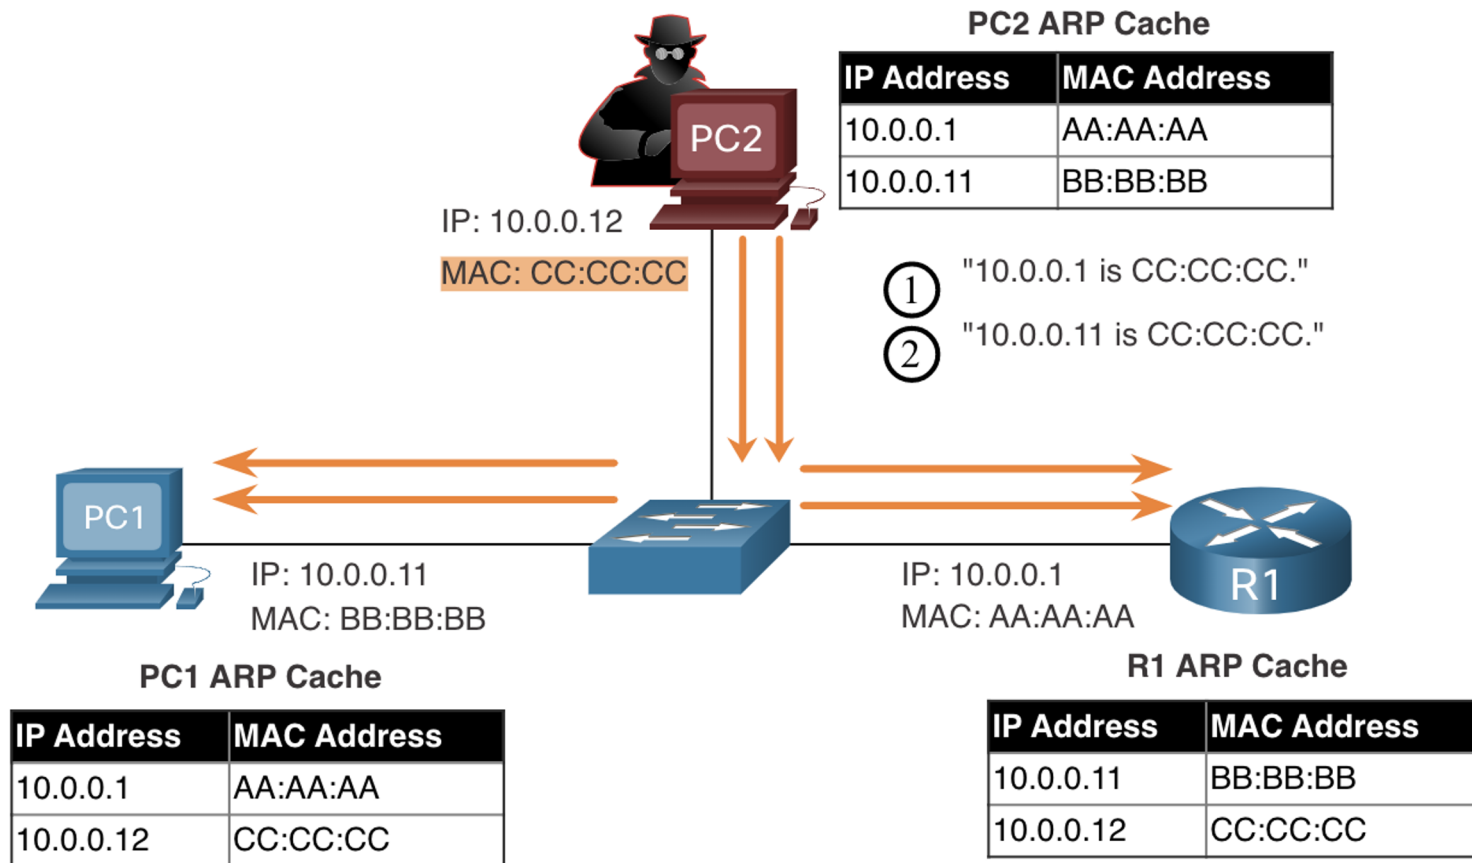 PC2 ARP Cache
IP Address MAC Address
10.0.0.1 AA:AA:AA
10.0.0.11 BB:BB:BB
PC2
IP: 10.0.0.12
MAC: CC:CC:CC
1 "10.0.0.1 is CC:CC:CC."
2 "10.0.0.11 is CC:CC:CC."
PC1
IP: 10.0.0.11
MAC: BB:BB:BB
IP: 10.0.0.1
MAC: AA:AA:AA
R1
PC1 ARP Cache
IP Address MAC Address
10.0.0.1 AA:AA:AA
10.0.0.12 CC:CC:CC
R1 ARP Cache
IP Address MAC Address
10.0.0.11 BB:BB:BB
10.0.0.12 CC:CC:CC